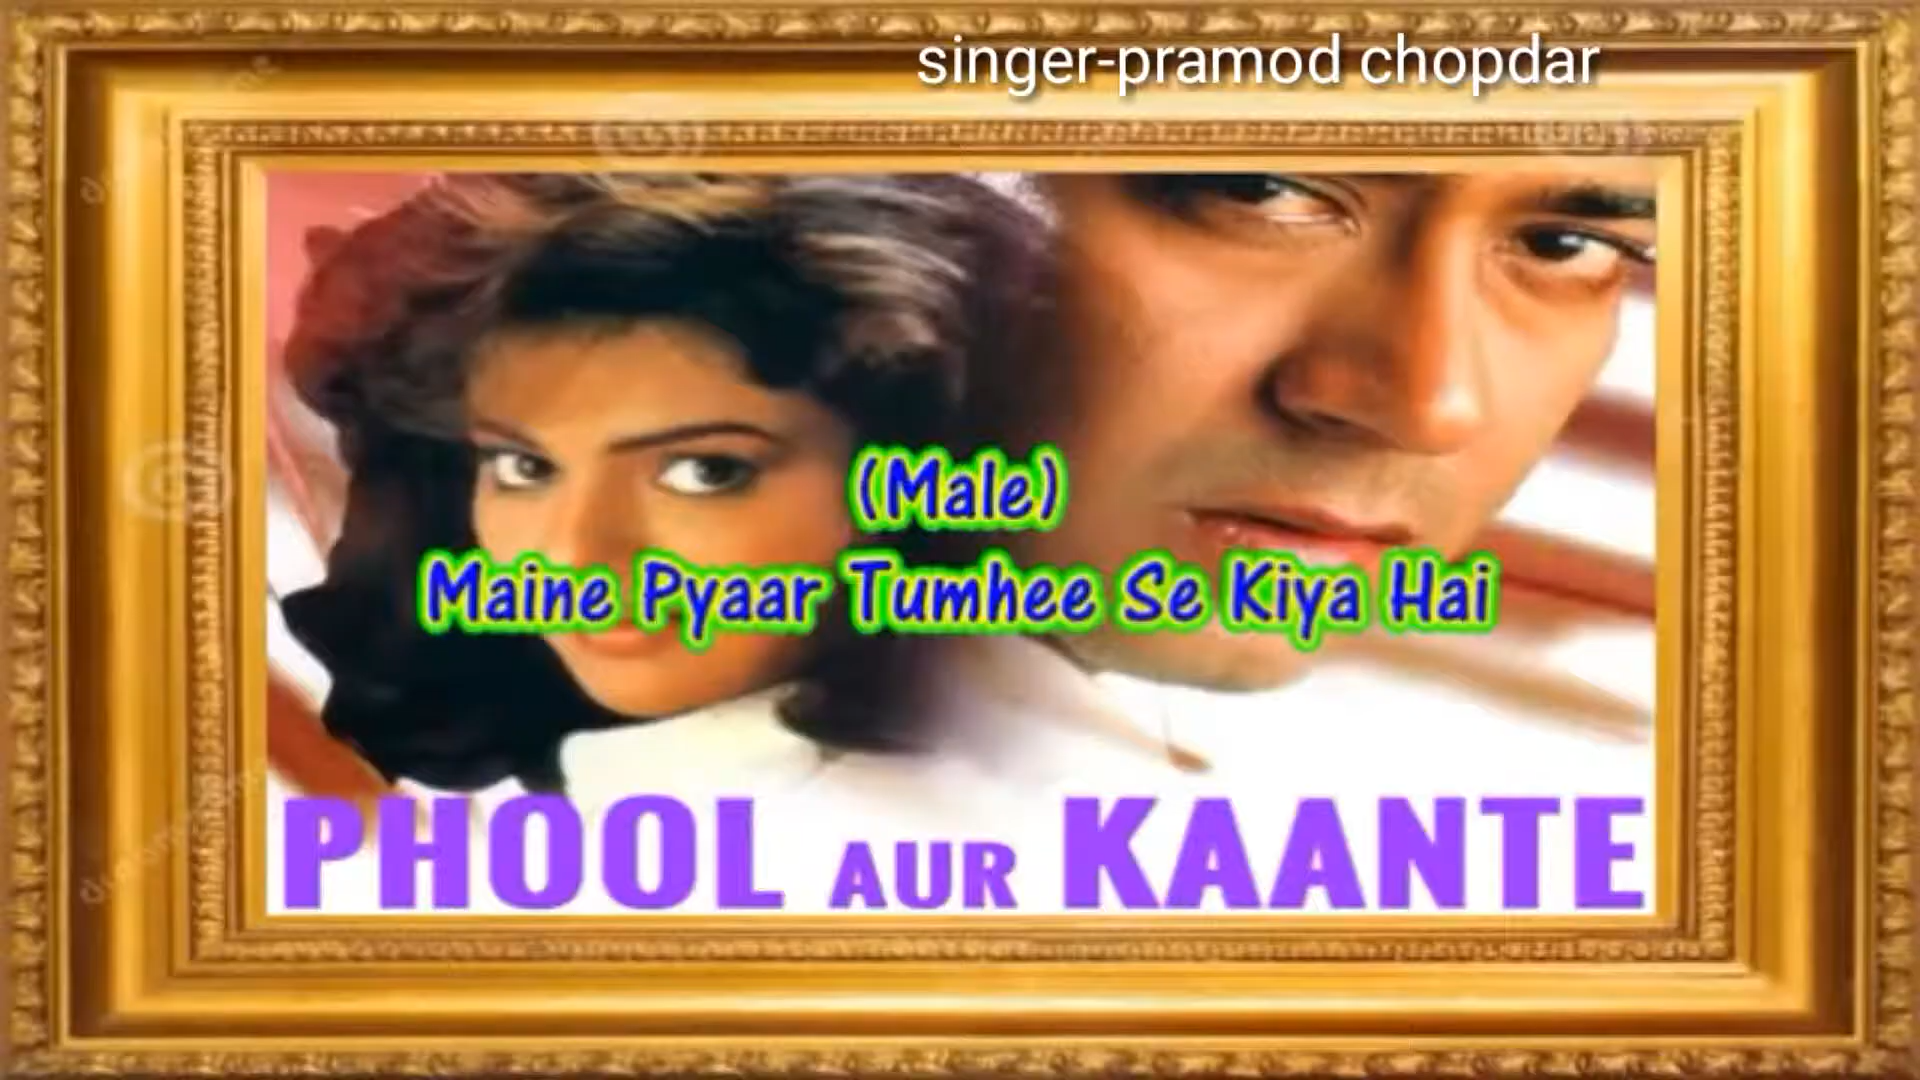 singer-pramod chopdar
(Male)
Maine Pyaar Tumhee Se Kiya Hai
PHOOL AUR KAANTE